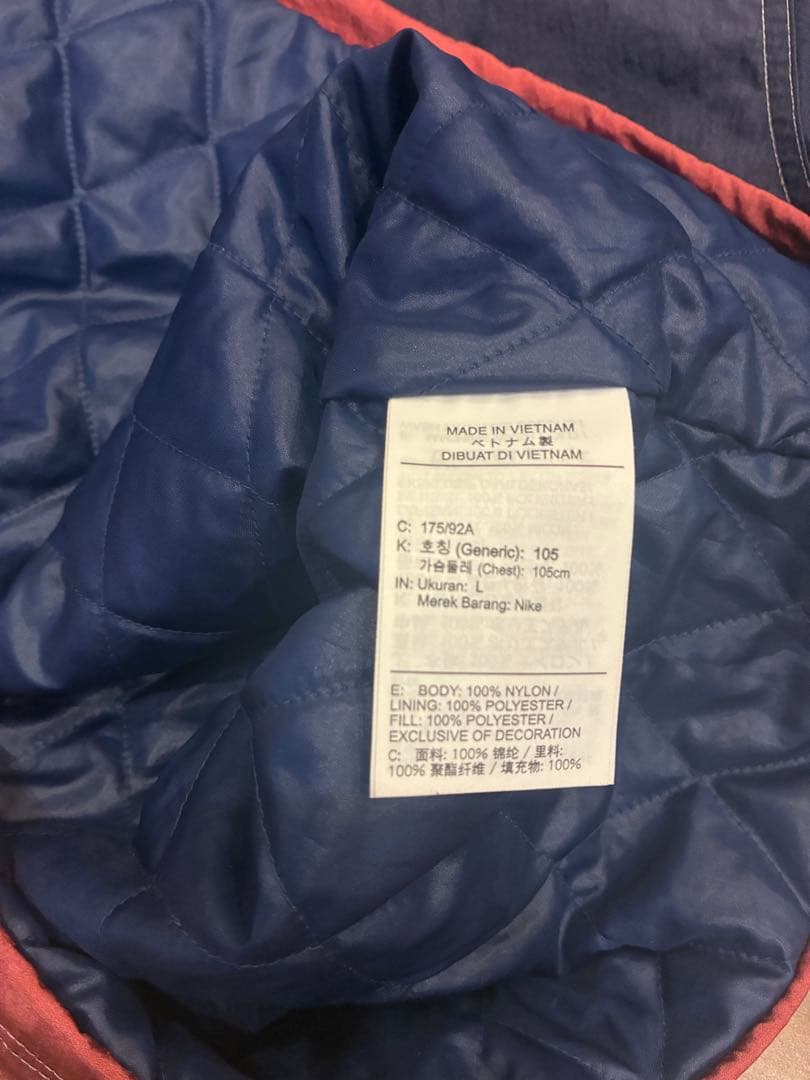 MADE IN VIETNAM
ベトナム製
DIBUAT DI VIETNAM
C: 175/92A
K: 호칭 (Generic): 105
가슴둘레 (Chest): 105cm
IN: Ukuran: L
Merek Barang: Nike
E: BODY: 100% NYLON /
LINING: 100% POLYESTER /
FILL: 100% POLYESTER /
EXCLUSIVE OF DECORATION
C: 面料: 100% 锦纶 / 里料:
100% 聚酯纤维 / 填充物: 100%